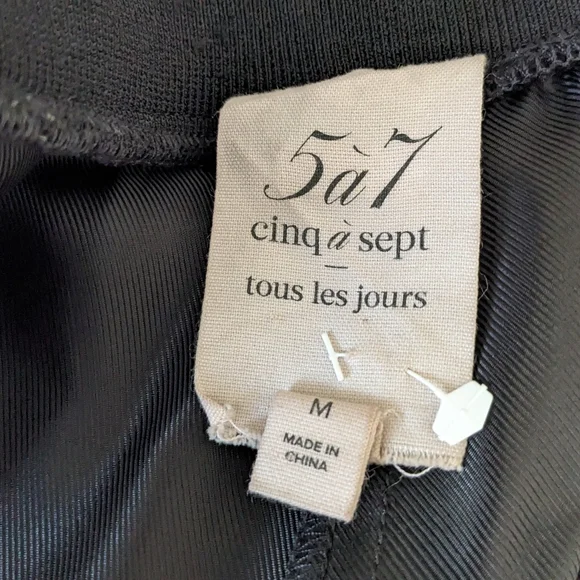 5à7
cinq à sept
tous les jours
M
MADE IN
CHINA